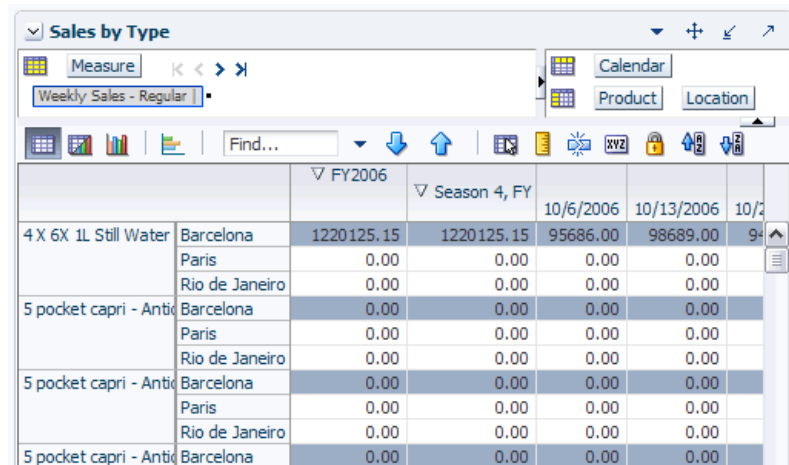 Sales by Type
Measure
Calendar
Weekly Sales - Regular
Product Location
Find... XYZ A Z Z A
FY2006 Season 4, FY 10/6/2006 10/13/2006
4 X 6X 1L Still Water Barcelona 1220125.15 1220125.15 95686.00 98689.00
Paris 0.00 0.00 0.00 0.00
Rio de Janeiro 0.00 0.00 0.00 0.00
5 pocket capri - Antic Barcelona 0.00 0.00 0.00 0.00
Paris 0.00 0.00 0.00 0.00
Rio de Janeiro 0.00 0.00 0.00 0.00
5 pocket capri - Antic Barcelona 0.00 0.00 0.00 0.00
Paris 0.00 0.00 0.00 0.00
Rio de Janeiro 0.00 0.00 0.00 0.00
5 pocket capri - Antic Barcelona 0.00 0.00 0.00 0.00